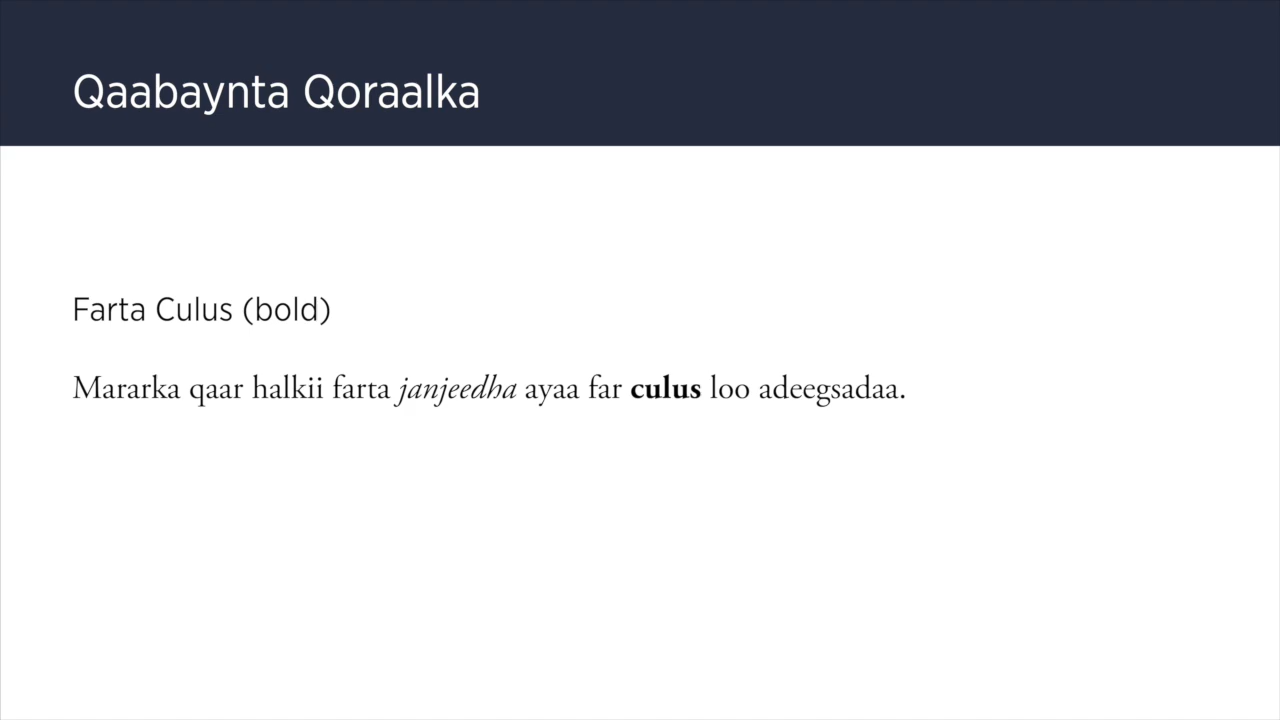 Qaabaynta Qoraalka
Farta Culus (bold)
Mararka qaar halkii farta janjeedha ayaa far culus loo adeegsadaa.